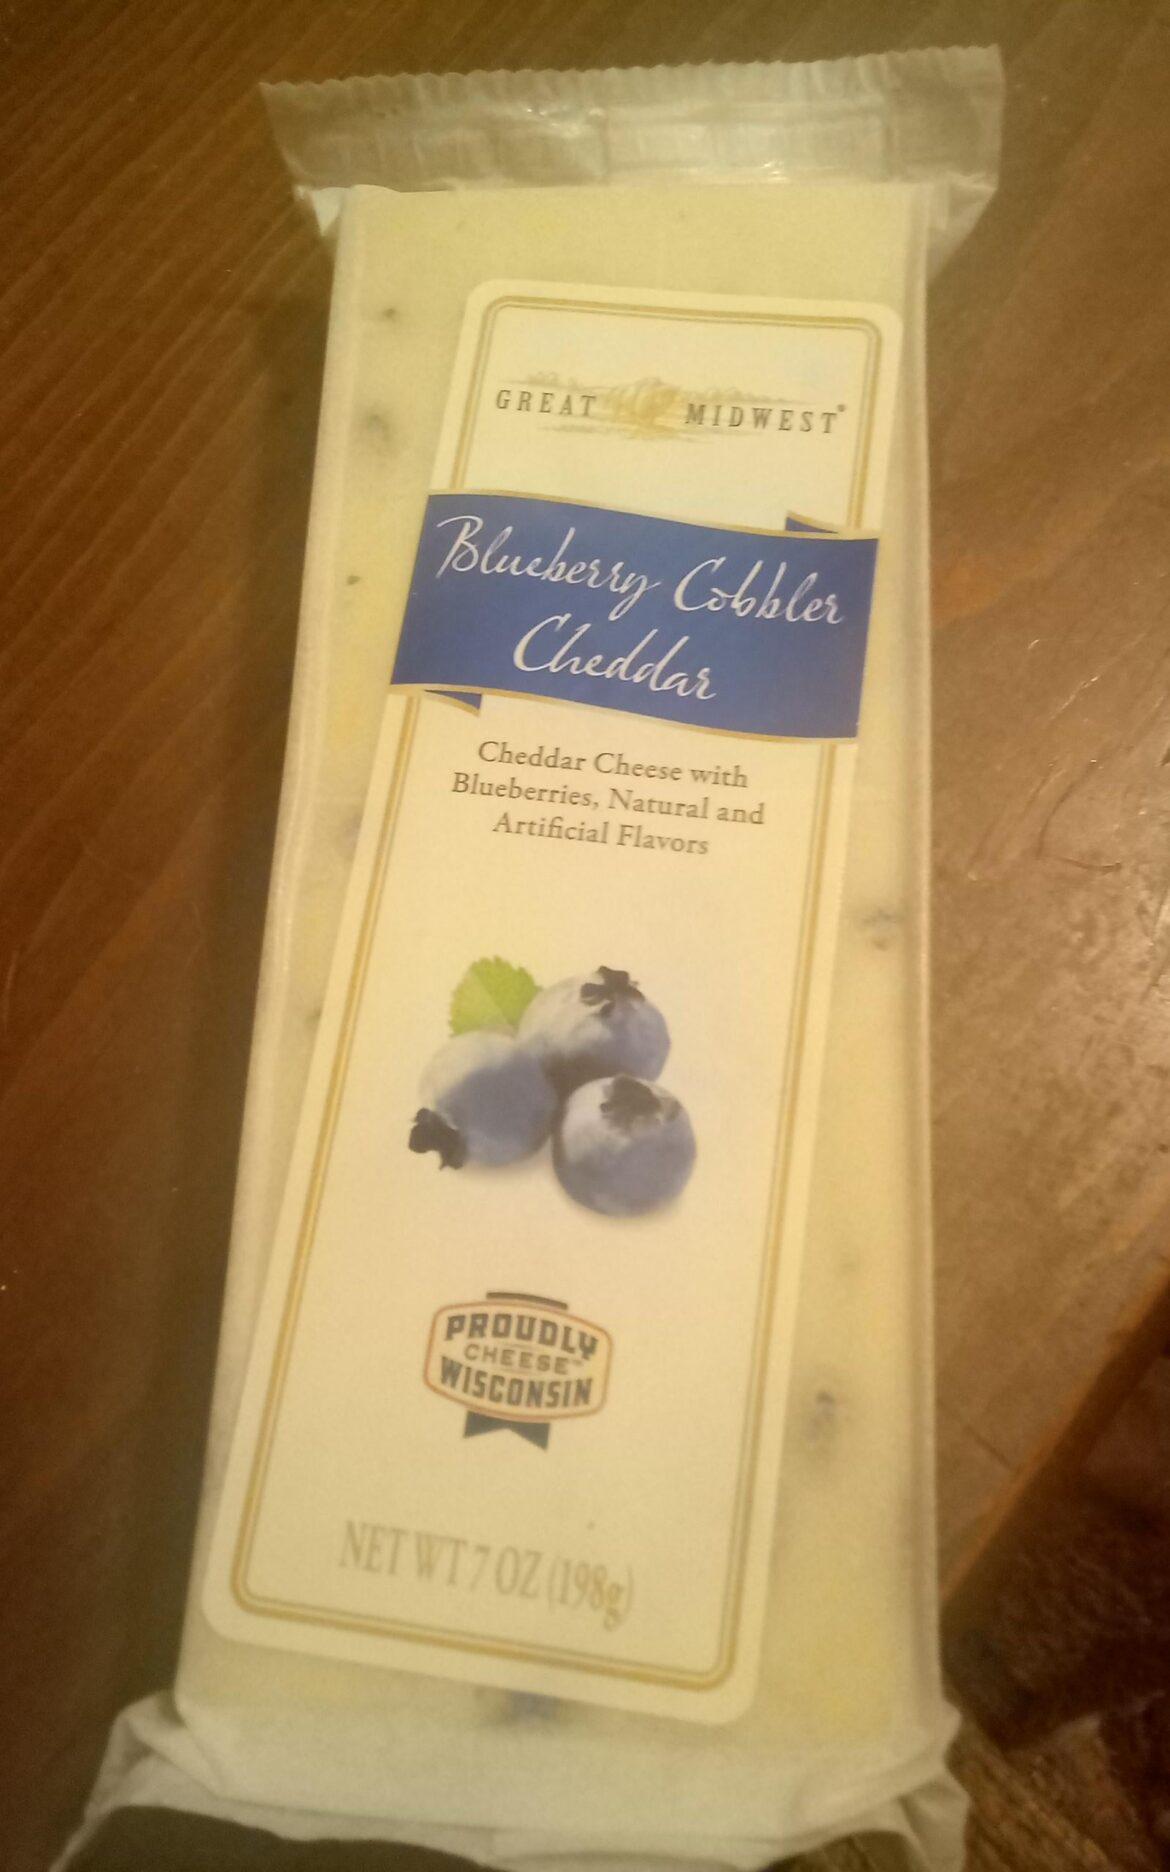 GREAT MIDWEST®
Blueberry Cobbler
Cheddar
Cheddar Cheese with
Blueberries, Natural and
Artificial Flavors
PROUDLY
WISCONSIN
CHEESE™
NET WT 7 OZ (198g)